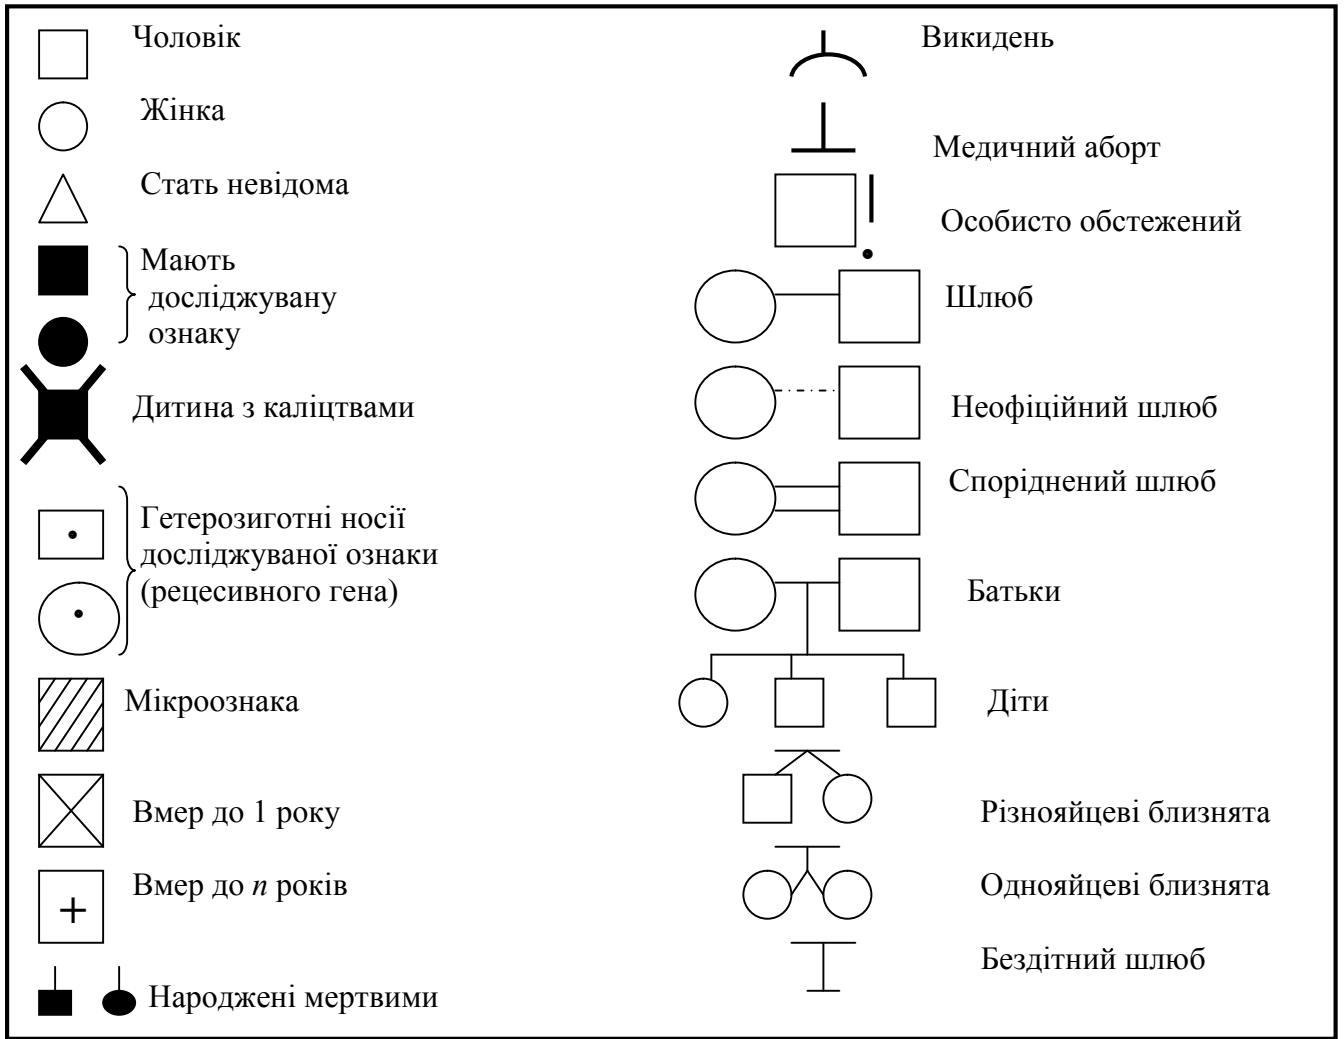 Чоловік
Жінка
Стать невідома
Мають
досліджувану
ознаку
Дитина з каліцтвами
Гетерозиготні носії
досліджуваної ознаки
(рецесивного гена)
Мікроознака
Вмер до 1 року
+
Вмер до n років
Народжені мертвими
Викидень
Медичний аборт
!
Особисто обстежений
Шлюб
Неофіційний шлюб
Споріднений шлюб
Батьки
Діти
Різнояйцеві близнята
Однояйцеві близнята
Бездітний шлюб